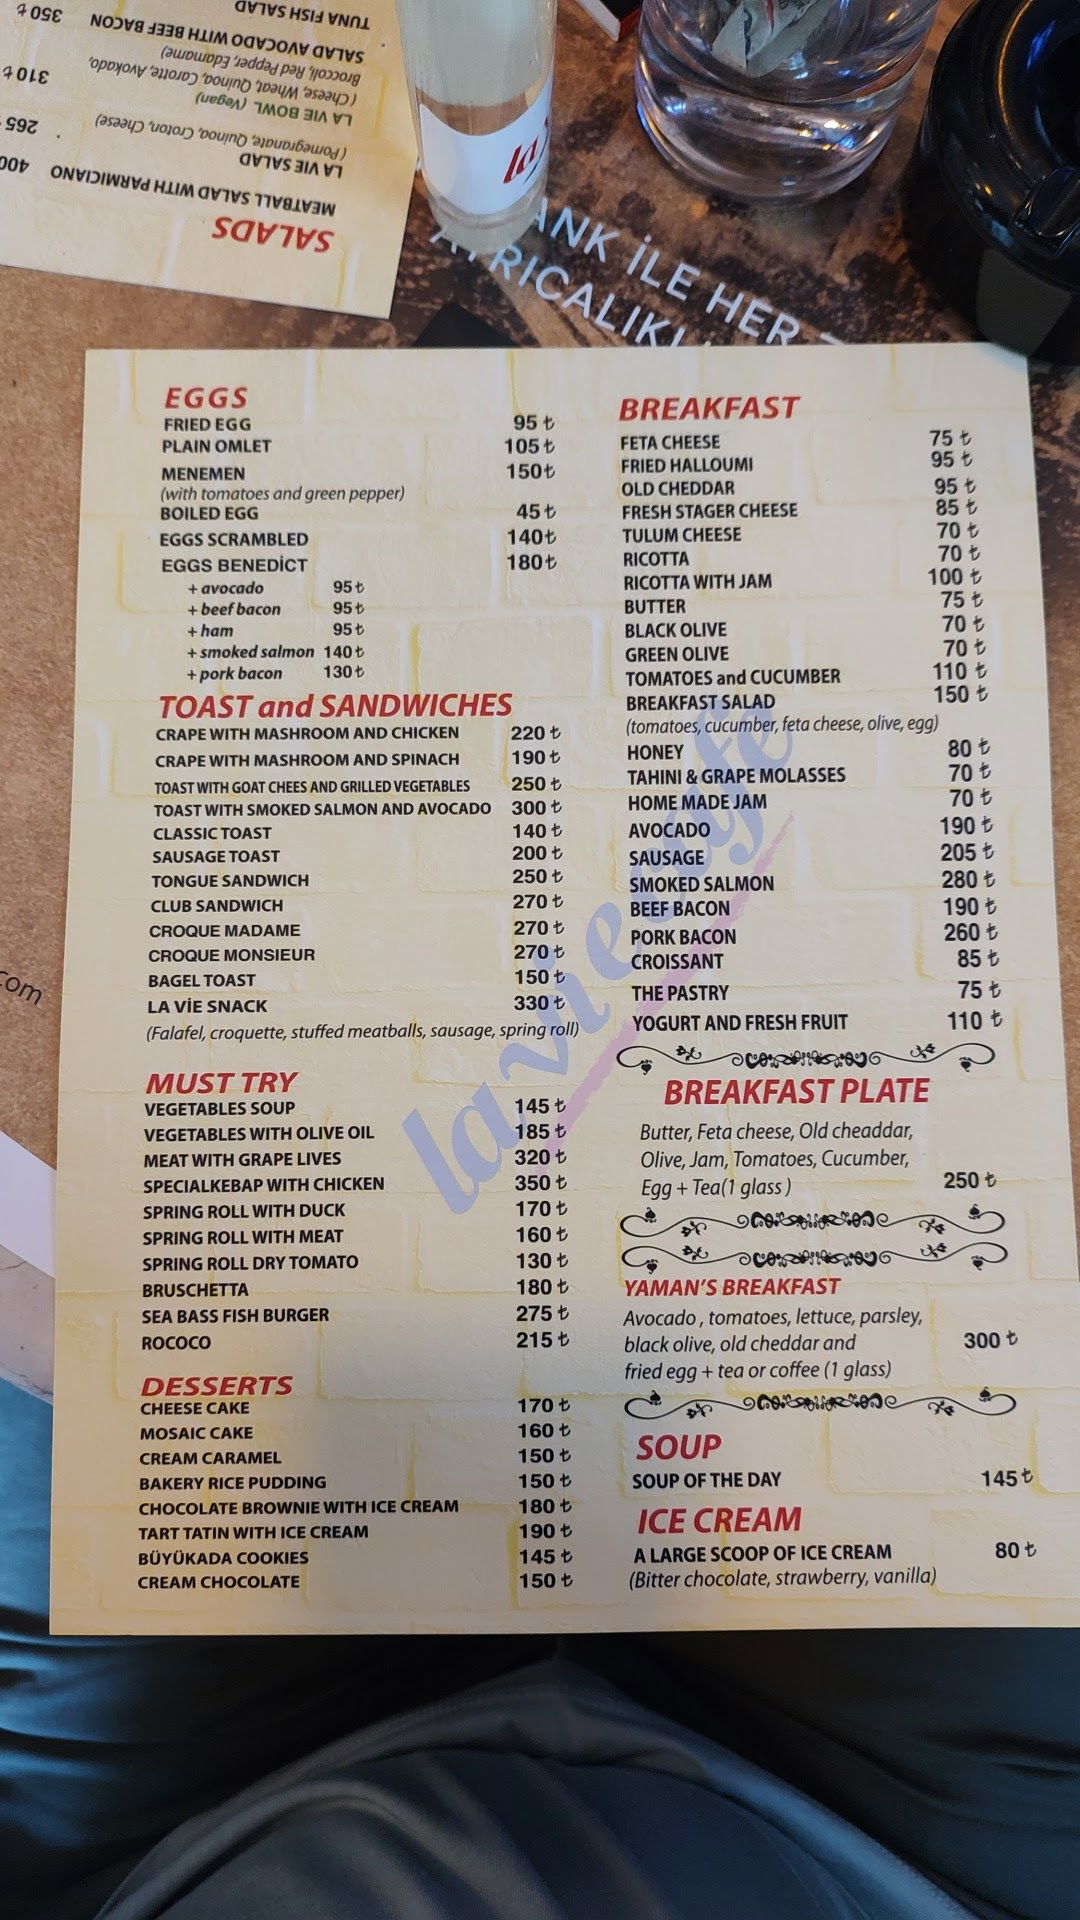 TUNA FISH SALAD
SALAD AVOCADO WITH BEEF BACON 350 ₺
Broccoli, Red Pepper, Edamame)
( Cheese, Wheat, Quinoa, Carotte, Avokado,
LA VIE BOWL (Vegan) 310 ₺
( Pomegranate, Quinoa, Croton, Cheese)
LA VIE SALAD 265
MEATBALL SALAD WITH PARMICIANO 400
SALADS
la
ANK İLE HER
com
EGGS
FRIED EGG 95 ₺
PLAIN OMLET 105 ₺
MENEMEN 150₺
(with tomatoes and green pepper)
BOILED EGG 45 ₺
EGGS SCRAMBLED 140₺
EGGS BENEDİCT 180₺
+ avocado 95 ₺
+ beef bacon 95 ₺
+ ham 95 ₺
+ smoked salmon 140 ₺
+ pork bacon 130 ₺
TOAST and SANDWICHES
CRAPE WITH MASHROOM AND CHICKEN 220 ₺
CRAPE WITH MASHROOM AND SPINACH 190 ₺
TOAST WITH GOAT CHEES AND GRILLED VEGETABLES 250 ₺
TOAST WITH SMOKED SALMON AND AVOCADO 300 ₺
CLASSIC TOAST 140 ₺
SAUSAGE TOAST 200 ₺
TONGUE SANDWICH 250 ₺
CLUB SANDWICH 270 ₺
CROQUE MADAME 270 ₺
CROQUE MONSIEUR 270 ₺
BAGEL TOAST 150 ₺
LA VİE SNACK 330 ₺
(Falafel, croquette, stuffed meatballs, sausage, spring roll)
MUST TRY
VEGETABLES SOUP 145 ₺
VEGETABLES WITH OLIVE OIL 185 ₺
MEAT WITH GRAPE LIVES 320 ₺
SPECIALKEBAP WITH CHICKEN 350 ₺
SPRING ROLL WITH DUCK 170 ₺
SPRING ROLL WITH MEAT 160 ₺
SPRING ROLL DRY TOMATO 130 ₺
BRUSCHETTA 180 ₺
SEA BASS FISH BURGER 275 ₺
ROCOCO 215 ₺
DESSERTS
CHEESE CAKE 170 ₺
MOSAIC CAKE 160 ₺
CREAM CARAMEL 150 ₺
BAKERY RICE PUDDING 150 ₺
CHOCOLATE BROWNIE WITH ICE CREAM 180 ₺
TART TATIN WITH ICE CREAM 190 ₺
BÜYÜKADA COOKIES 145 ₺
CREAM CHOCOLATE 150 ₺
BREAKFAST
FETA CHEESE 75 ₺
FRIED HALLOUMI 95 ₺
OLD CHEDDAR 95 ₺
FRESH STAGER CHEESE 85 ₺
TULUM CHEESE 70 ₺
RICOTTA 70 ₺
RICOTTA WITH JAM 100 ₺
BUTTER 75 ₺
BLACK OLIVE 70 ₺
GREEN OLIVE 70 ₺
TOMATOES and CUCUMBER 110 ₺
BREAKFAST SALAD 150 ₺
(tomatoes, cucumber, feta cheese, olive, egg)
HONEY 80 ₺
TAHINI & GRAPE MOLASSES 70 ₺
HOME MADE JAM 70 ₺
AVOCADO 190 ₺
SAUSAGE 205 ₺
SMOKED SALMON 280 ₺
BEEF BACON 190 ₺
PORK BACON 260 ₺
CROISSANT 85 ₺
THE PASTRY 75 ₺
YOGURT AND FRESH FRUIT 110 ₺
BREAKFAST PLATE
Butter, Feta cheese, Old cheaddar,
Olive, Jam, Tomatoes, Cucumber,
Egg + Tea(1 glass ) 250 ₺
YAMAN'S BREAKFAST
Avocado , tomatoes, lettuce, parsley,
black olive, old cheddar and 300 ₺
fried egg + tea or coffee (1 glass)
SOUP
SOUP OF THE DAY 145 ₺
ICE CREAM
A LARGE SCOOP OF ICE CREAM 80 ₺
(Bitter chocolate, strawberry, vanilla)
la vie cafe